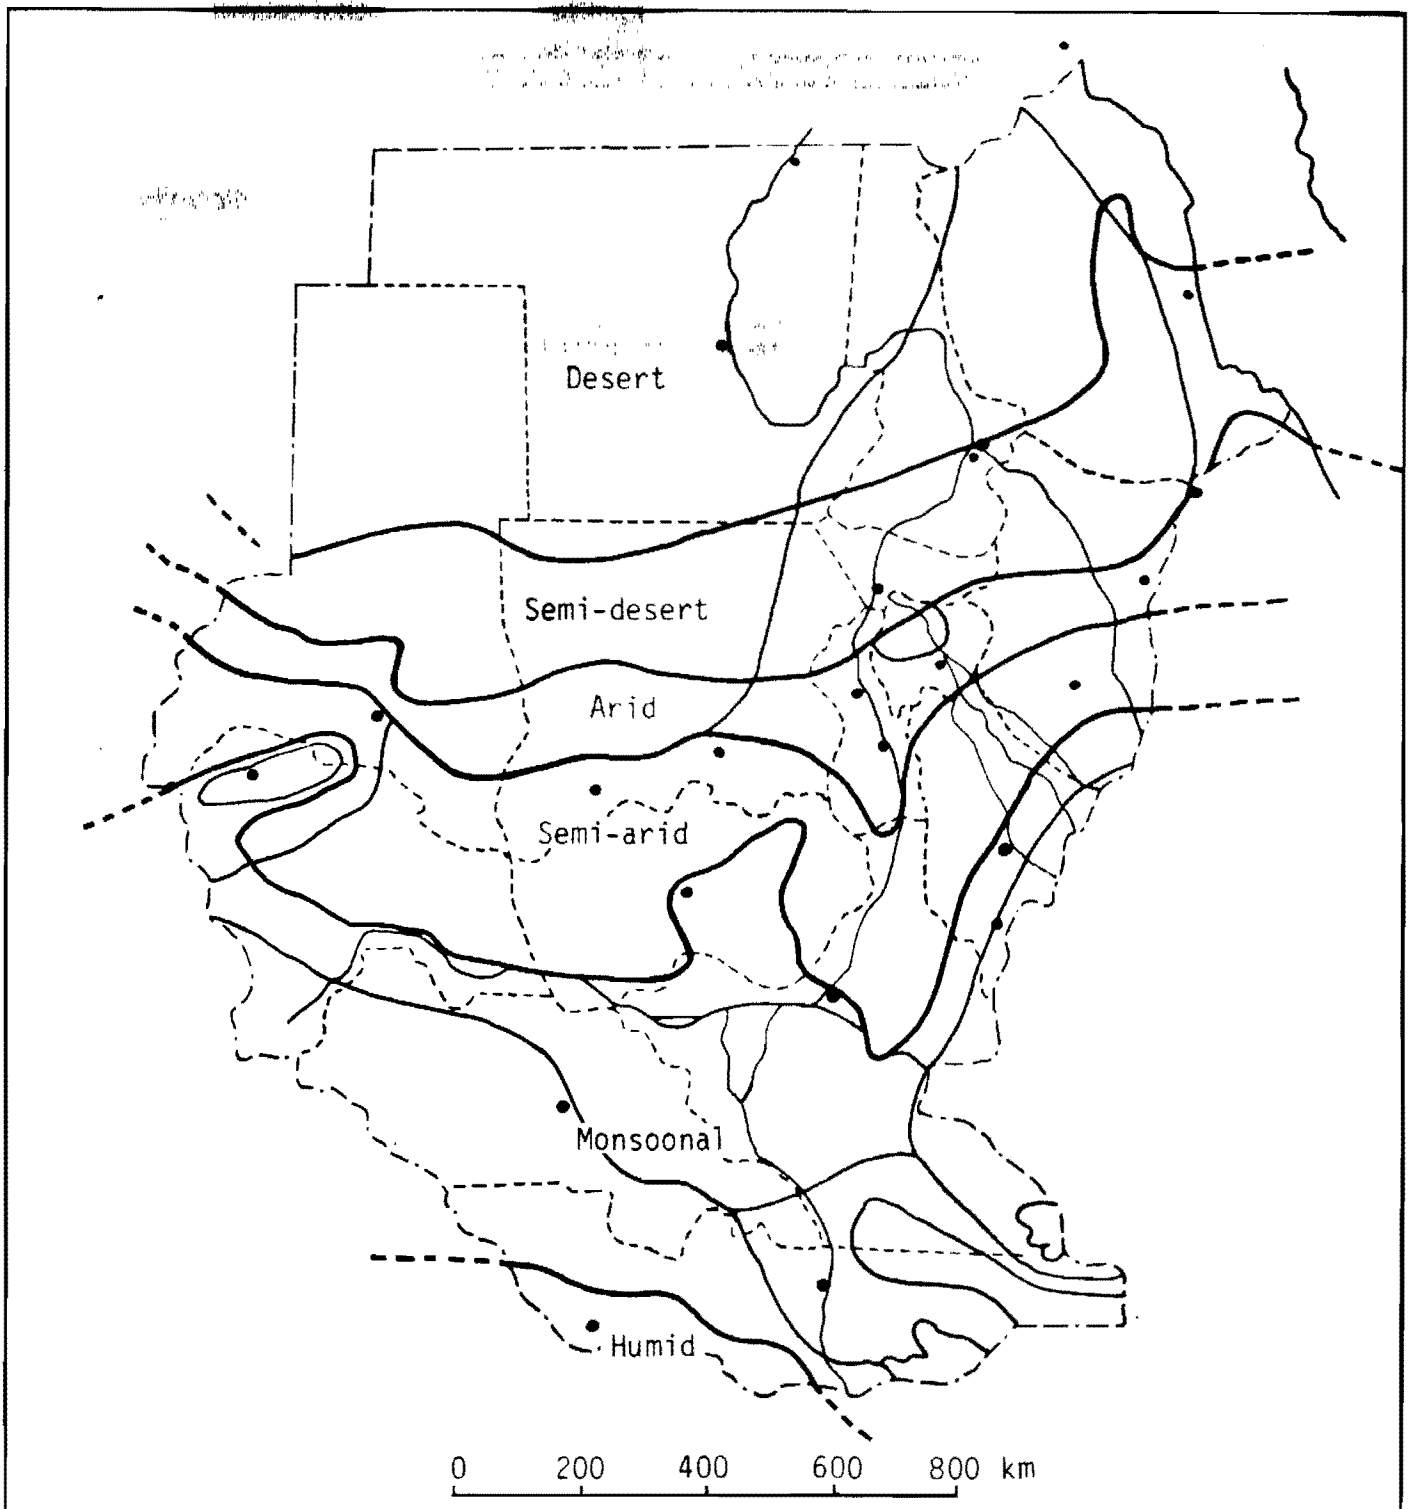 Desert
Semi-desert
Arid
Semi-arid
Monsoonal
Humid
0 200 400 600 800 km